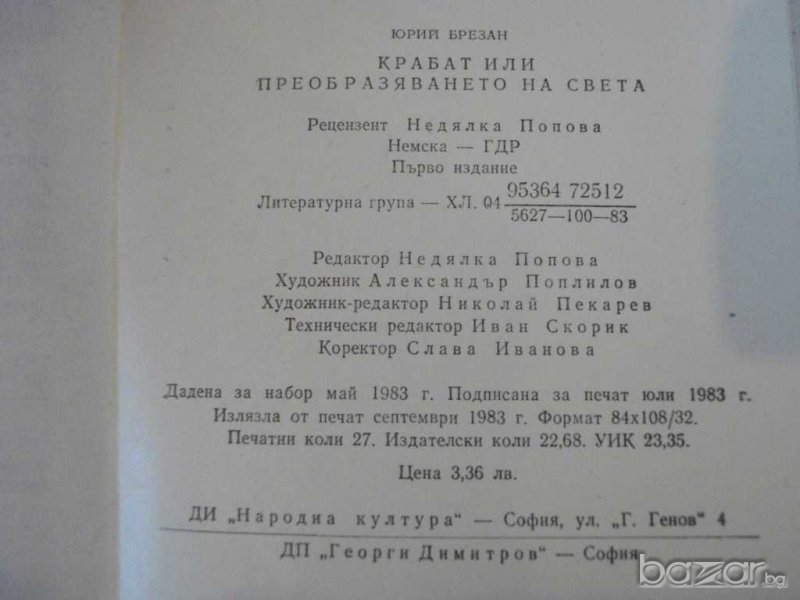 ЮРИЙ БРЕЗАН
КРАБАТ ИЛИ
ПРЕОБРАЗЯВАНЕТО НА СВЕТА
Рецензент Недялка Попова
Немска — ГДР
Първо издание
Литературна група — ХЛ. 04 95364 72512
5627—100—83
Редактор Недялка Попова
Художник Александър Поплилов
Художник-редактор Николай Пекарев
Технически редактор Иван Скорик
Коректор Слава Иванова
Дадена за набор май 1983 г. Подписана за печат юли 1983 г.
Излязла от печат септември 1983 г. Формат 84x108/32.
Печатни коли 27. Издателски коли 22,68. УИК 23,35.
Цена 3,36 лв.
ДИ „Народна култура" — София, ул. „Г. Генов" 4
ДП „Георги Димитров" — София
bazar.bg